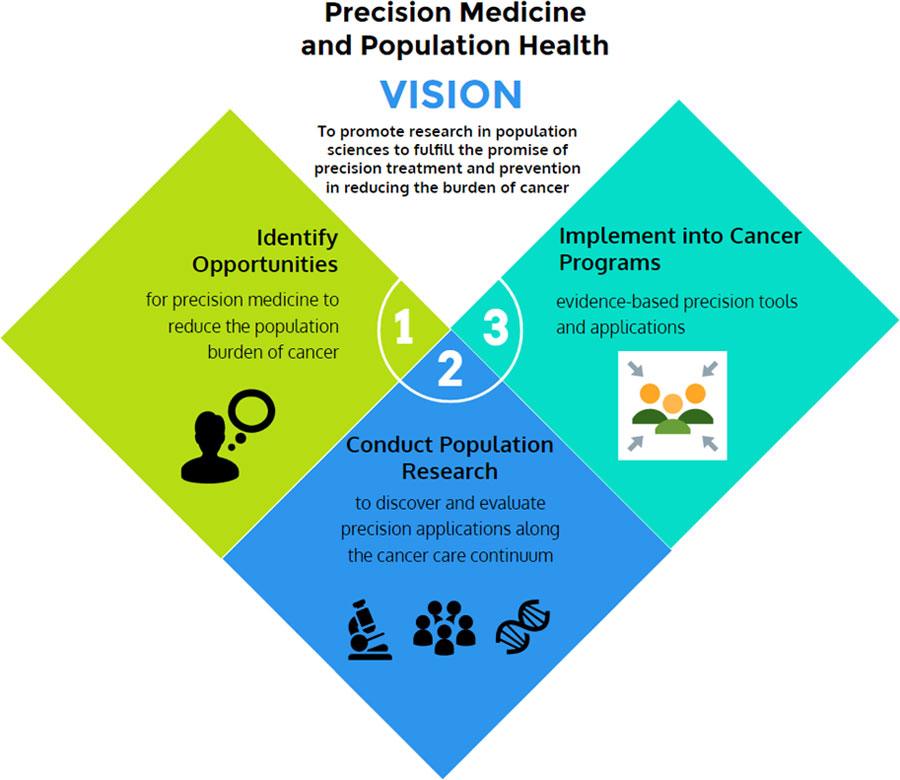 Precision Medicine
and Population Health
VISION
To promote research in population
sciences to fulfill the promise of
precision treatment and prevention
in reducing the burden of cancer
Identify
Opportunities
for precision medicine to
reduce the population
burden of cancer
1
2
Conduct Population
Research
to discover and evaluate
precision applications along
the cancer care continuum
3
Implement into Cancer
Programs
evidence-based precision tools
and applications